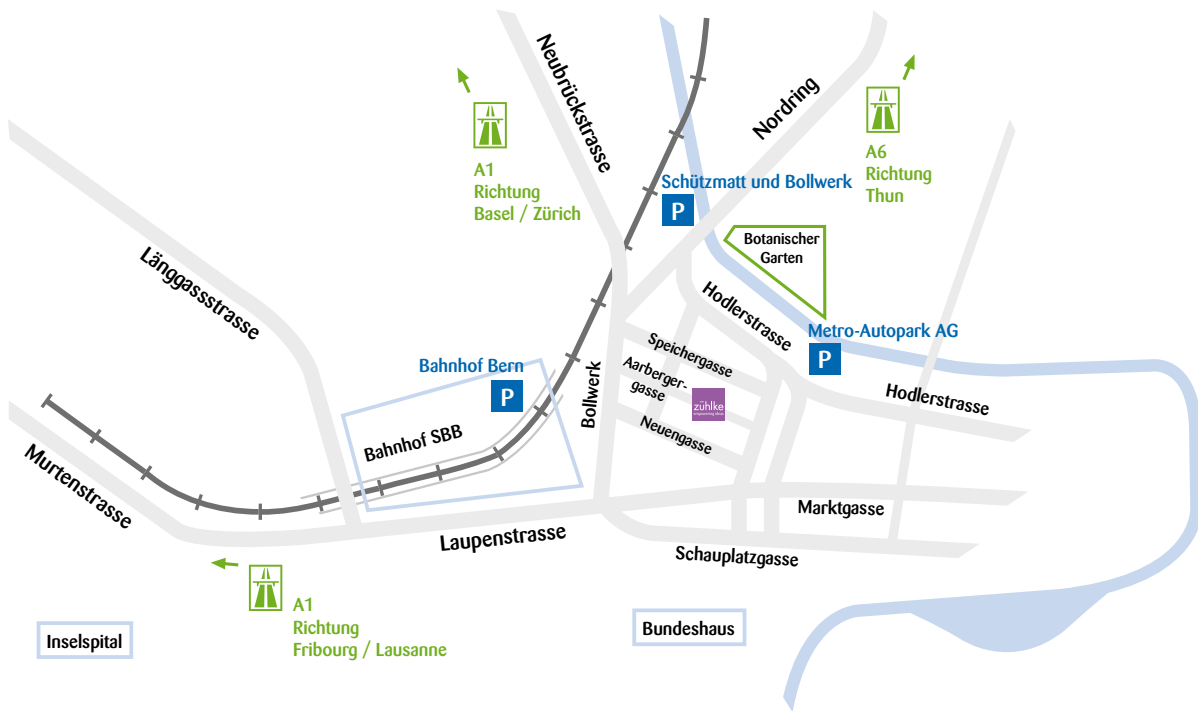 Neubrückstrasse
Nordring
A1
Richtung
Basel / Zürich
A6
Richtung
Thun
Schützmatt und Bollwerk
P
Botanischer
Garten
Länggassstrasse
Hodlerstrasse
Metro-Autopark AG
P
Speichergasse
Bahnhof Bern
P
Aarberger-
gasse
zühlke
empowering ideas
Bollwerk
Hodlerstrasse
Neuengasse
Bahnhof SBB
Murtenstrasse
Marktgasse
Laupenstrasse
Schauplatzgasse
A1
Richtung
Fribourg / Lausanne
Inselspital
Bundeshaus